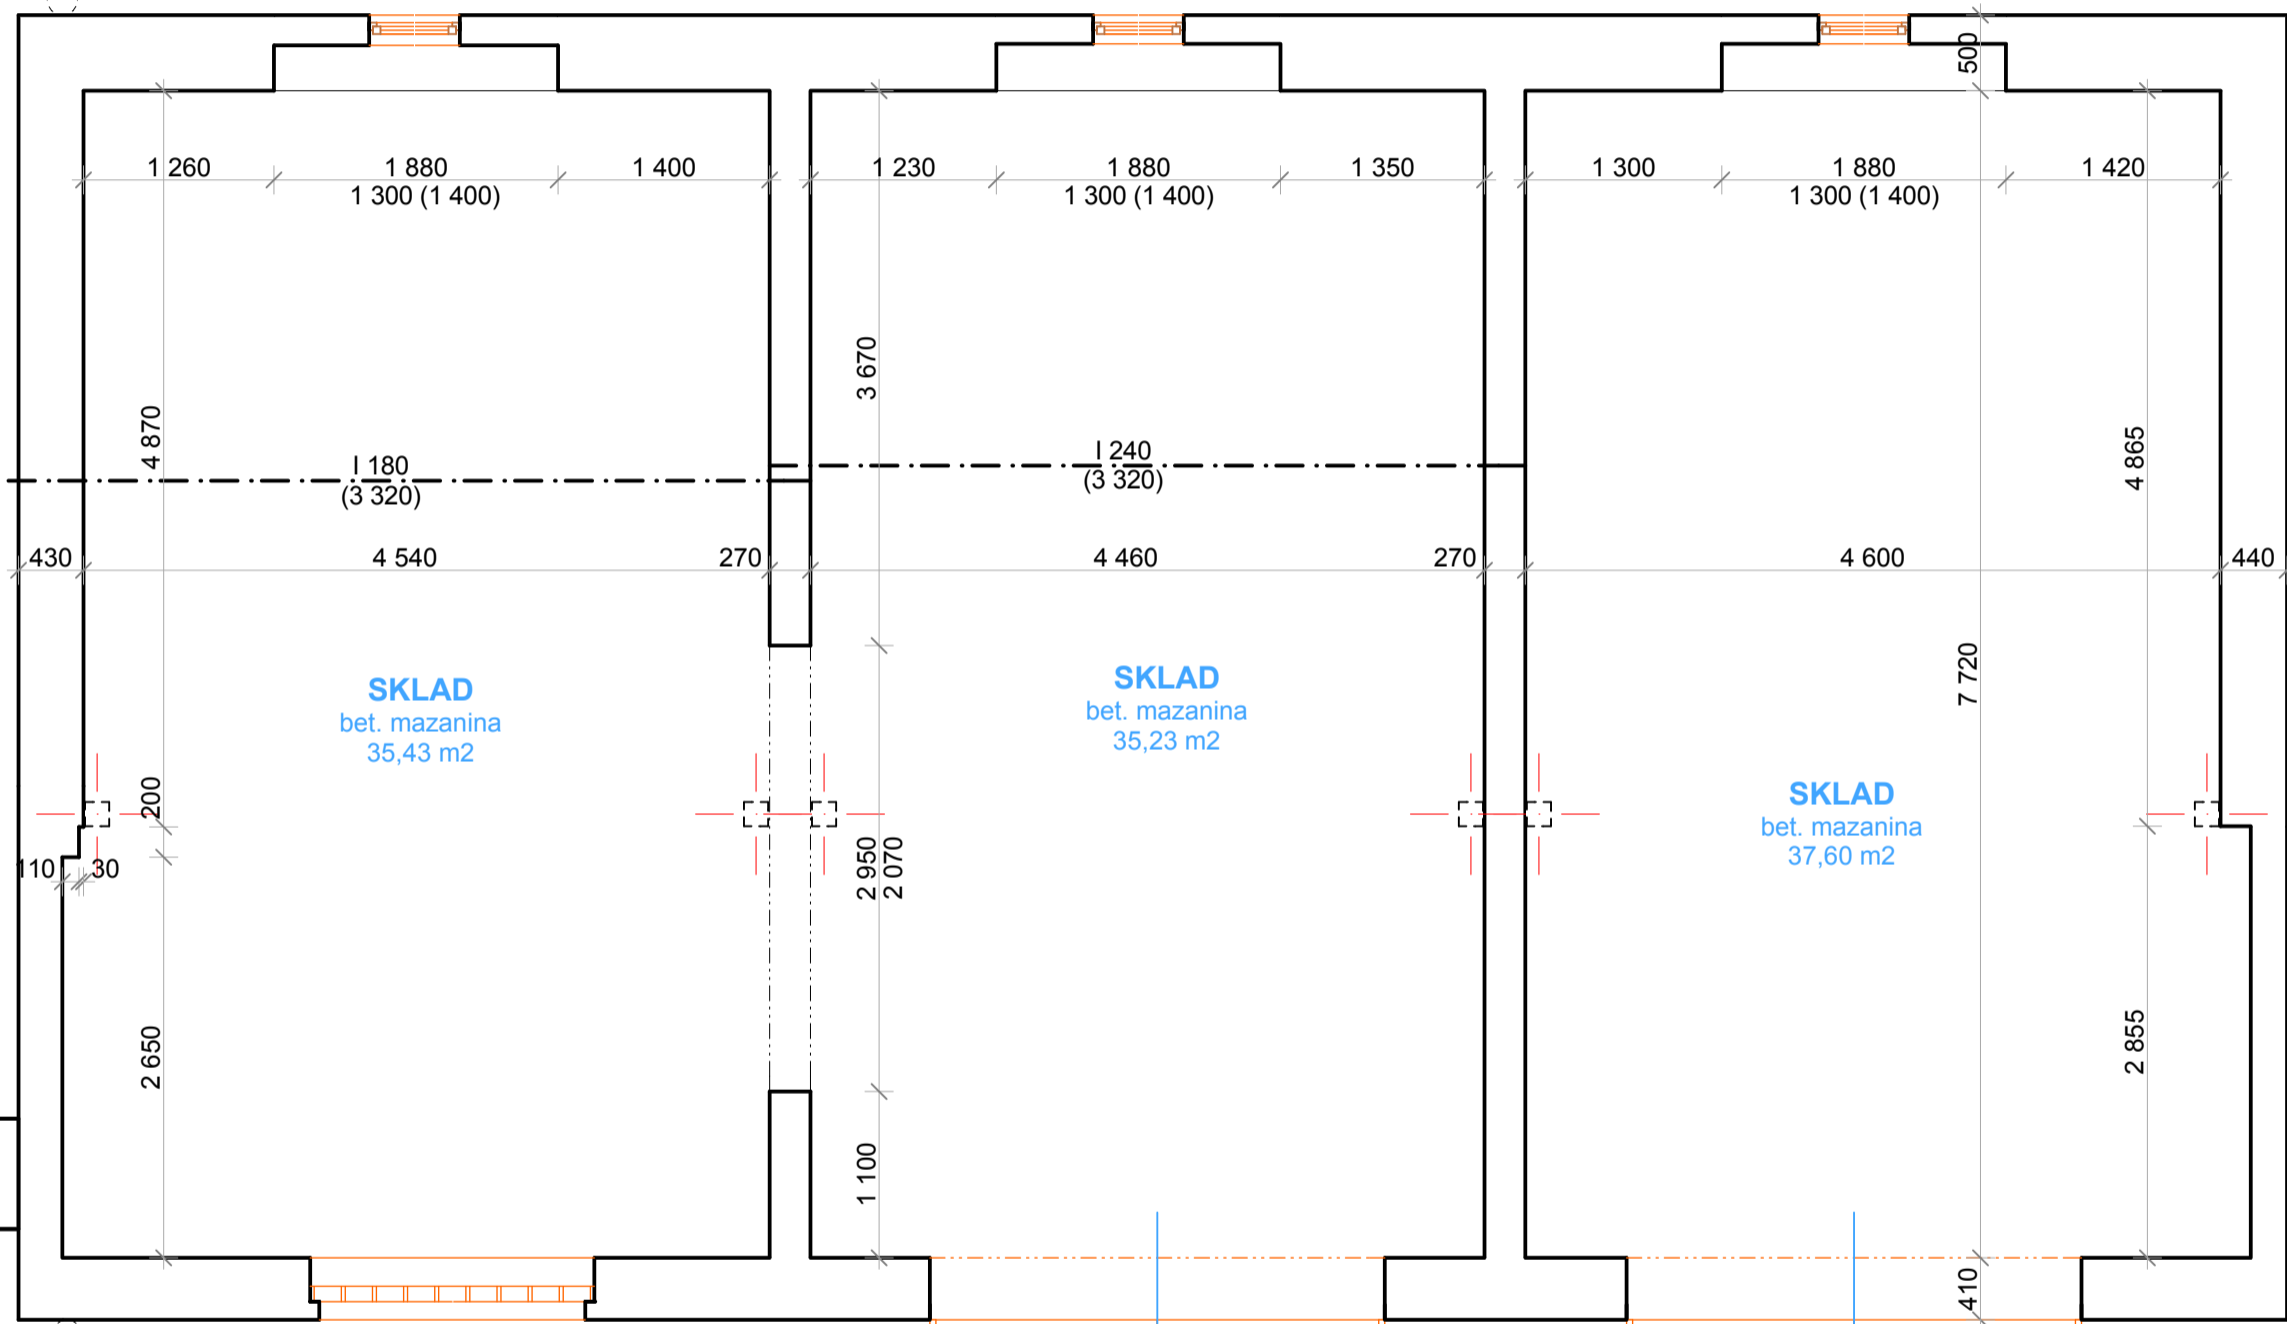 500
1 260
1 880
1 400
1 230
1 880
1 350
1 300
1 880
1 420
1 300 (1 400)
1 300 (1 400)
1 300 (1 400)
3 670
4 870
4 865
I 180
(3 320)
I 240
(3 320)
430
4 540
270
4 460
270
4 600
440
SKLAD
bet. mazanina
35,43 m2
SKLAD
bet. mazanina
35,23 m2
7 720
SKLAD
bet. mazanina
37,60 m2
200
110
30
2 950
2 070
2 650
2 855
1 100
410